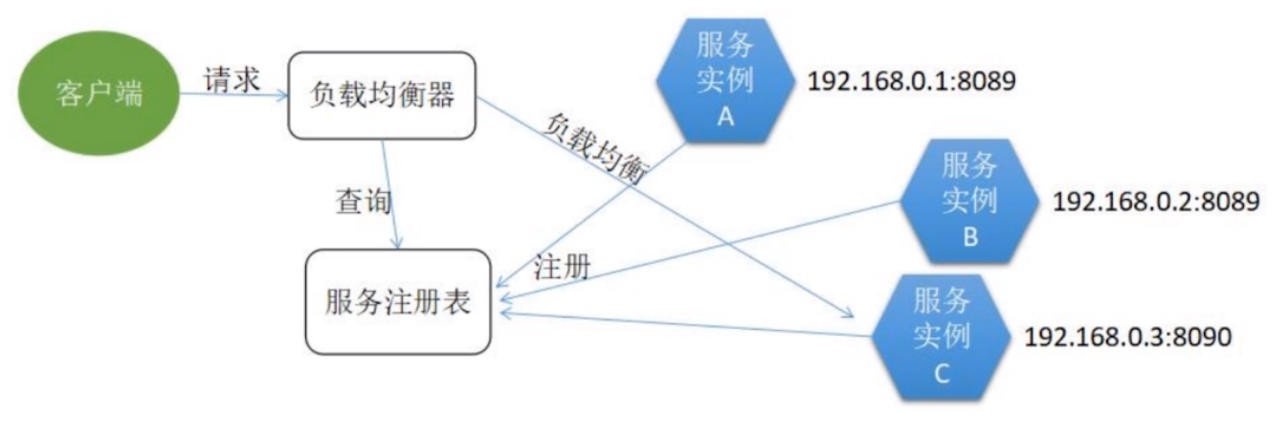 服务
实例
A
192.168.0.1:8089
客户端
请求
负载均衡器
负载均衡
服务
实例
B
192.168.0.2:8089
查询
注册
服务注册表
服务
实例
C
192.168.0.3:8090